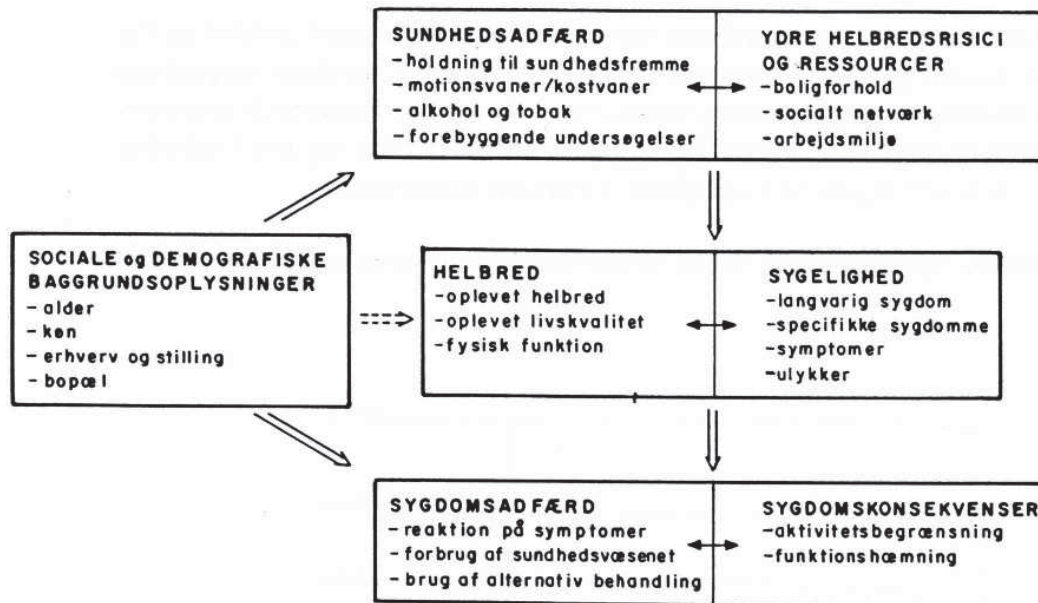 SUNDHEDSADFÆRD
-holdning til sundhedsfremme
-motionsvaner/kostvaner
-alkohol og tobak
-forebyggende undersøgelser
YDRE HELBREDSRISICI
OG RESSOURCER
-boligforhold
-socialt netværk
-arbejdsmiljø
SOCIALE og DEMOGRAFISKE
BAGGRUNDSOPLYSNINGER
- alder
- køn
- erhverv og stilling
- bopæl
HELBRED
-oplevet helbred
-oplevet livskvalitet
-fysisk funktion
SYGELIGHED
-langvarig sygdom
-specifikke sygdomme
-symptomer
-ulykker
SYGDOMSADFÆRD
-reaktion på symptomer
-forbrug af sundhedsvæsenet
-brug af alternativ behandling
SYGDOMSKONSEKVENSER
-aktivitetsbegrænsning
-funktionshæmning